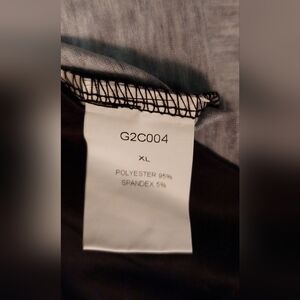 G2C004
XL
POLYESTER 95%
SPANDEX 5%